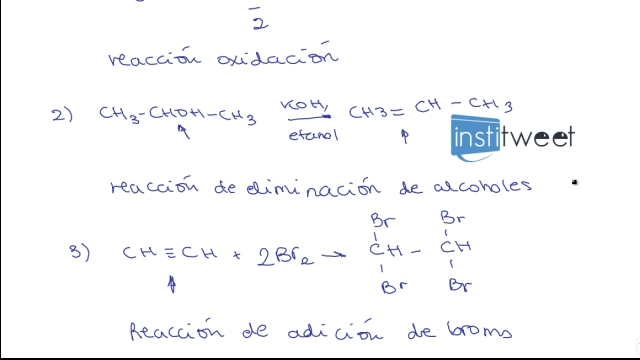 2
reacción oxidación
2) CH3-CHOH-CH3 KOH, etanol → CH3= CH - CH3
institweet
reacción de eliminación de alcoholes
3) CH≡CH + 2Br2 → CH - CH
Br Br
Br Br
Reacción de adición de bromo